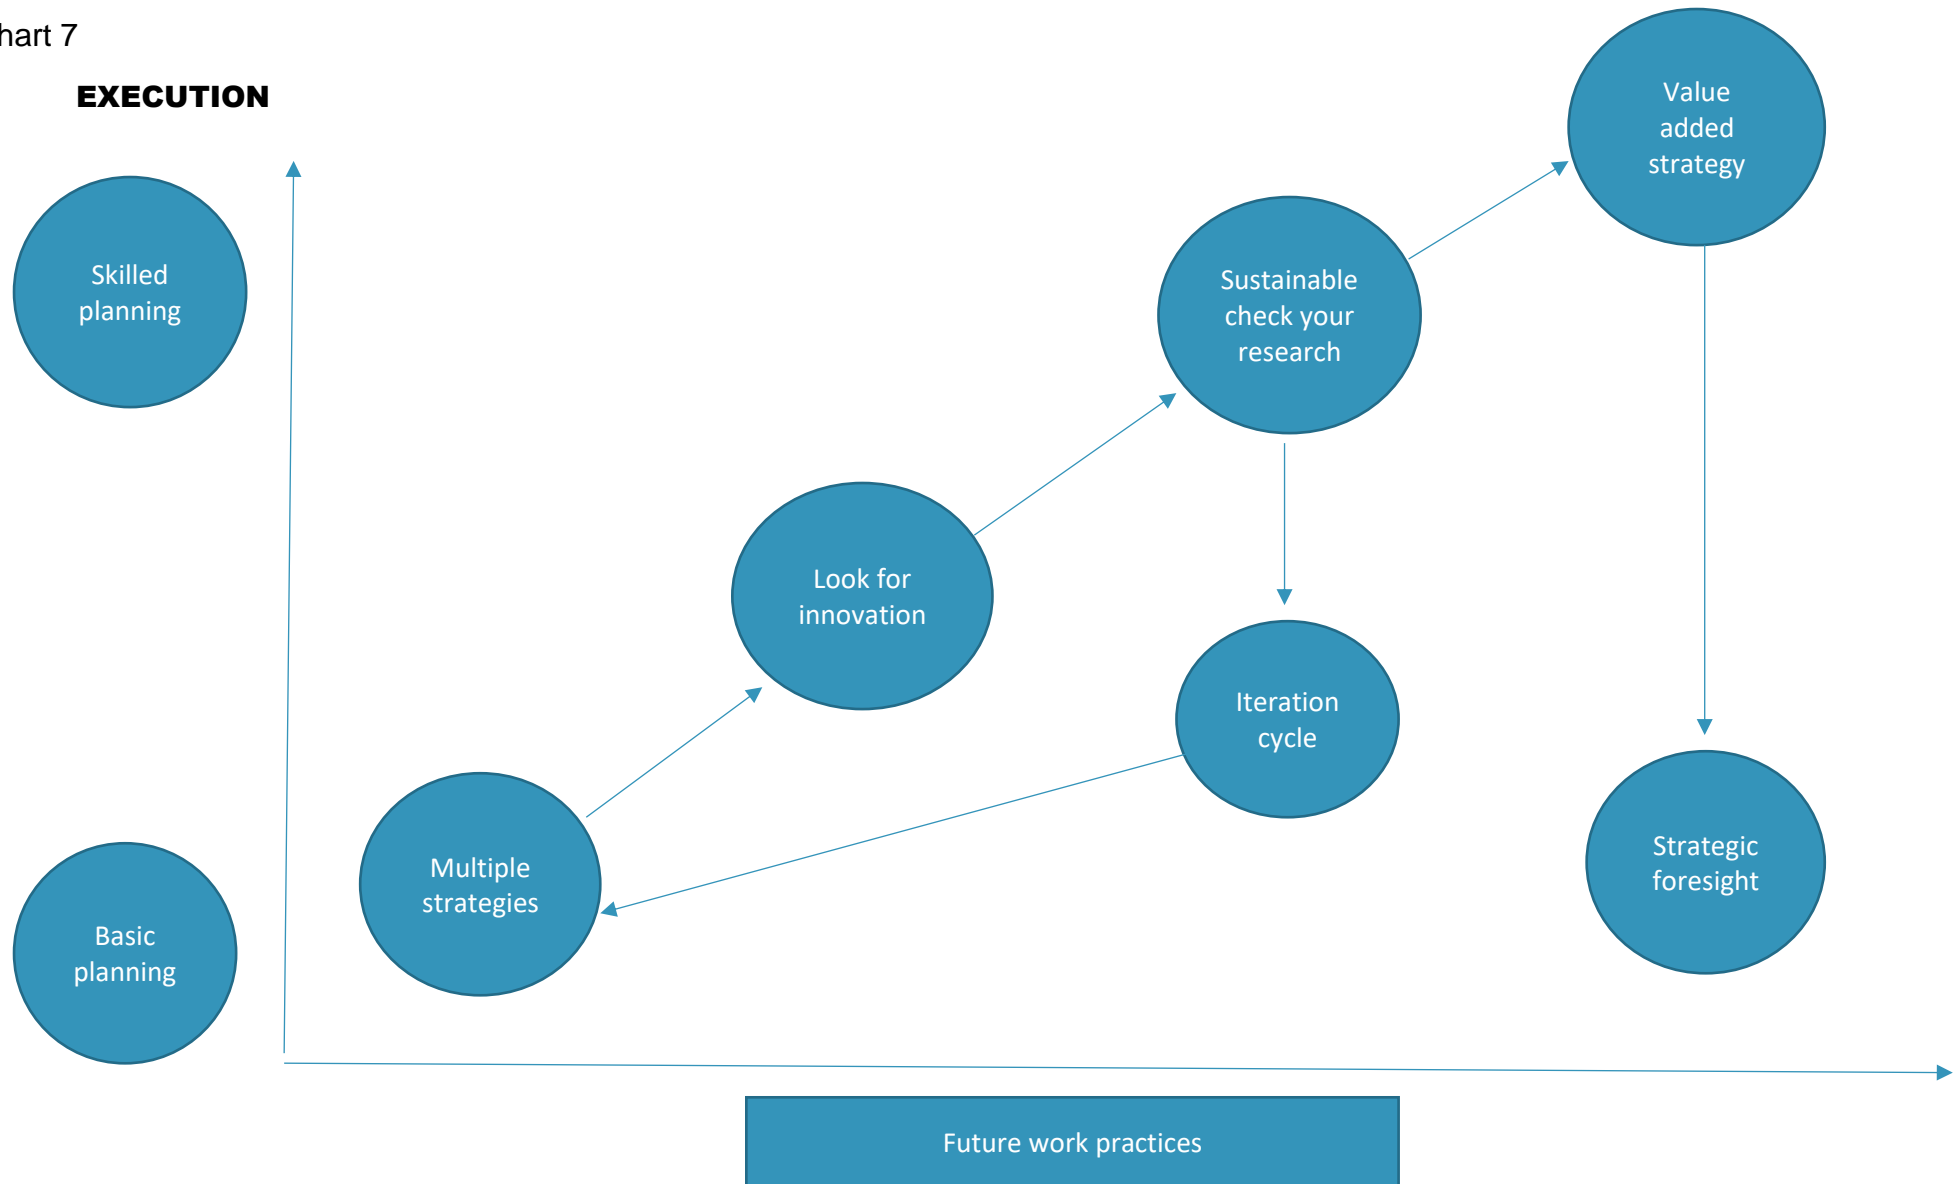 hart 7
EXECUTION
Value
added
strategy
Skilled
planning
Sustainable
check your
research
Look for
innovation
Iteration
cycle
Multiple
strategies
Strategic
foresight
Basic
planning
Future work practices